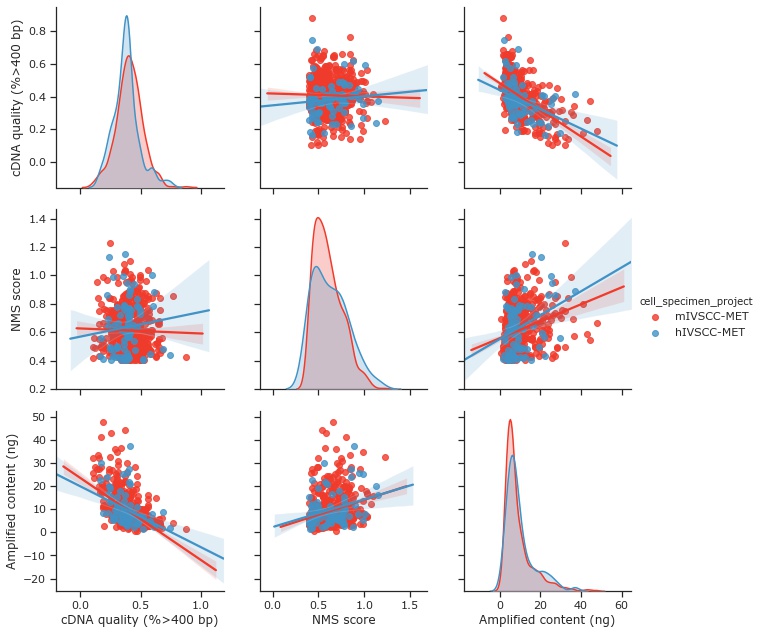 cDNA quality (%>400 bp)
0.8
0.6
0.4
0.2
0.0
NMS score
1.4
1.2
1.0
0.8
0.6
0.4
0.2
cell_specimen_project
mIVSCC-MET
hIVSCC-MET
Amplified content (ng)
50
40
30
20
10
0
−10
−20
0.0 0.5 1.0
0.0 0.5 1.0 1.5
0 20 40 60
cDNA quality (%>400 bp)
NMS score
Amplified content (ng)